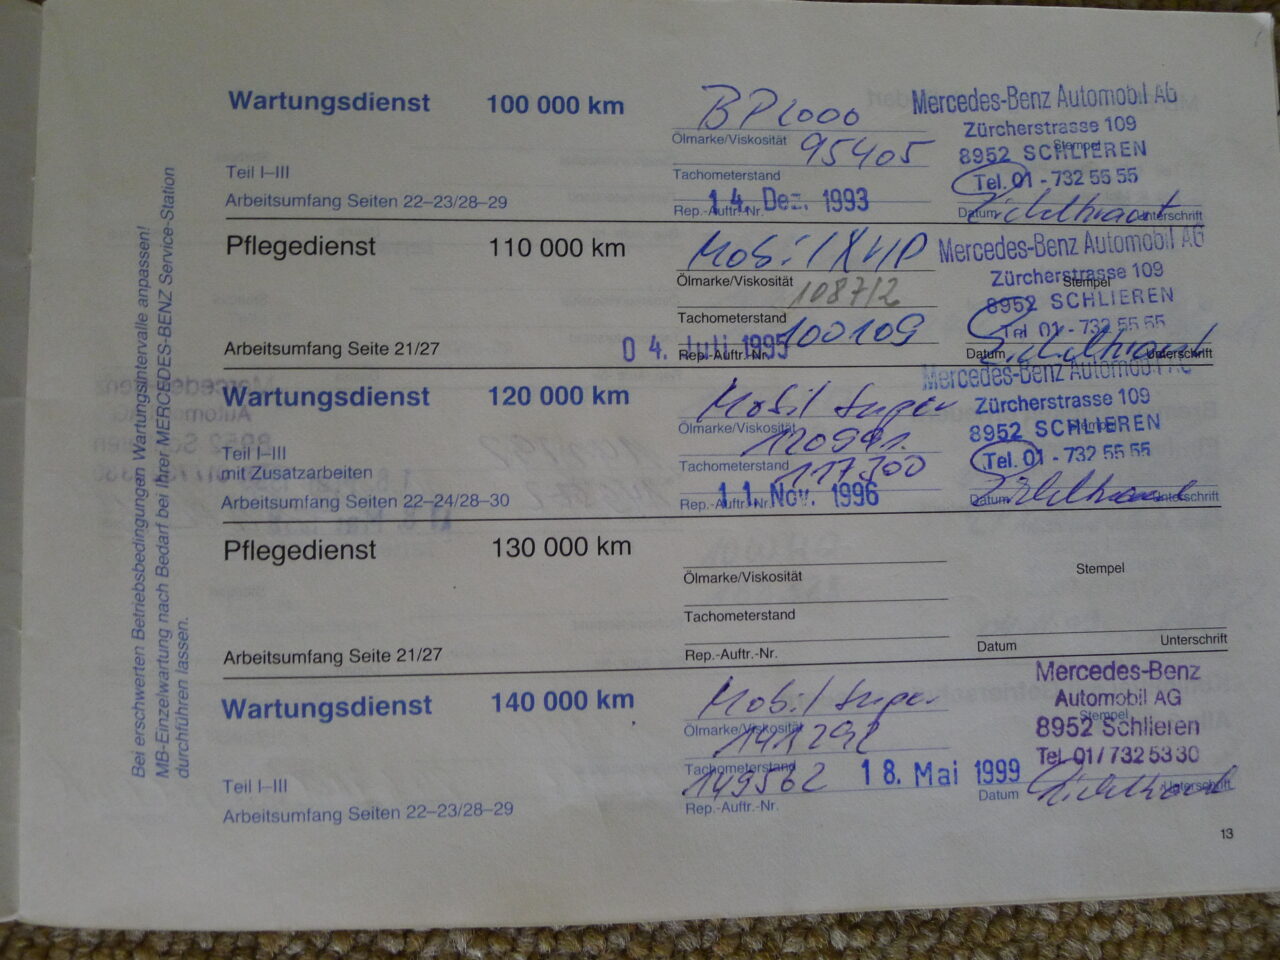 Bei erschwerten Betriebsbedingungen Wartungsintervalle anpassen!
MB-Einzelwartung nach Bedarf bei Ihrer MERCEDES-BENZ Service-Station
durchführen lassen.
Wartungsdienst 100 000 km
Teil I–III
Arbeitsumfang Seiten 22–23/28–29
BP 2000
Ölmarke/Viskosität
95405
Tachometerstand
14. Dez. 1993
Rep.-Auftr.-Nr.
Mercedes-Benz Automobil AG
Zürcherstrasse 109
8952 SCHLIEREN
Stempel
Tel. 01 - 732 55 55
Datum Unterschrift
Pflegedienst 110 000 km
Arbeitsumfang Seite 21/27
Mobil XHP
Ölmarke/Viskosität
108712
Tachometerstand
100109
04. Juli 1995
Rep.-Auftr.-Nr.
Mercedes-Benz Automobil AG
Zürcherstrasse 109
Stempel
8952 SCHLIEREN
Tel 01 - 732 55 55
Datum Unterschrift
Wartungsdienst 120 000 km
Teil I–III
mit Zusatzarbeiten
Arbeitsumfang Seiten 22–24/28–30
Mobil Super
Ölmarke/Viskosität
Tachometerstand
117300
11. Nov. 1996
Rep.-Auftr.-Nr.
Mercedes-Benz Automobil AG
Zürcherstrasse 109
8952 SCHLIEREN
Stempel
Tel. 01 - 732 55 55
Datum Unterschrift
Pflegedienst 130 000 km
Arbeitsumfang Seite 21/27
Ölmarke/Viskosität
Tachometerstand
Rep.-Auftr.-Nr.
Stempel
Datum Unterschrift
Wartungsdienst 140 000 km
Teil I–III
Arbeitsumfang Seiten 22–23/28–29
Mobil Super
Ölmarke/Viskosität
141292
Tachometerstand
149562
Rep.-Auftr.-Nr.
Mercedes-Benz
Automobil AG
Stempel
8952 Schlieren
Tel. 01/732 53 30
18. Mai 1999
Datum Unterschrift
13